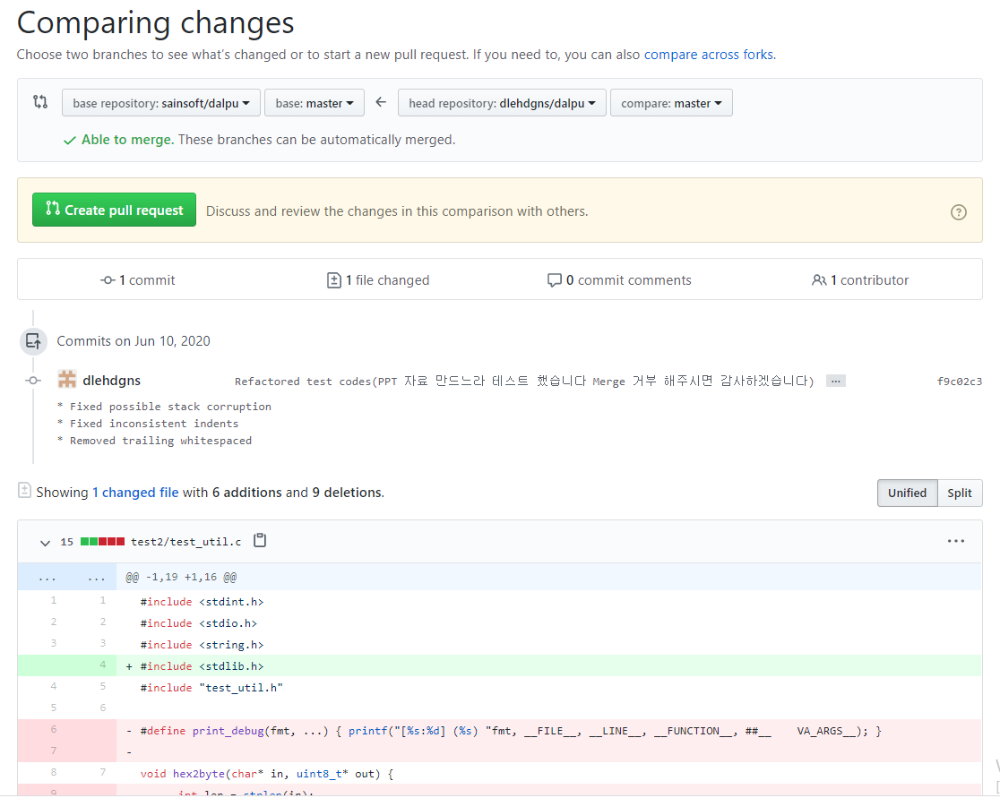 Comparing changes
Choose two branches to see what's changed or to start a new pull request. If you need to, you can also compare across forks.
base repository: sainsoft/dalpu base: master head repository: dlehdgns/dalpu compare: master
Able to merge. These branches can be automatically merged.
Create pull request Discuss and review the changes in this comparison with others.
1 commit 1 file changed 0 commit comments 1 contributor
Commits on Jun 10, 2020
dlehdgns Refactored test codes(PPT 자료 만드느라 테스트 했습니다 Merge 거부 해주시면 감사하겠습니다) … f9c02c3
* Fixed possible stack corruption
* Fixed inconsistent indents
* Removed trailing whitespaced
Showing 1 changed file with 6 additions and 9 deletions. Unified Split
15 test2/test_util.c
... ... @@ -1,19 +1,16 @@
1 1 #include <stdint.h>
2 2 #include <stdio.h>
3 3 #include <string.h>
4 + #include <stdlib.h>
4 5 #include "test_util.h"
5 6
6 - #define print_debug(fmt, ...) { printf("[%s:%d] (%s) "fmt, __FILE__, __LINE__, __FUNCTION__, ##__ VA_ARGS__); }
7 -
8 7 void hex2byte(char* in, uint8_t* out) {
9 int len = strlen(in);